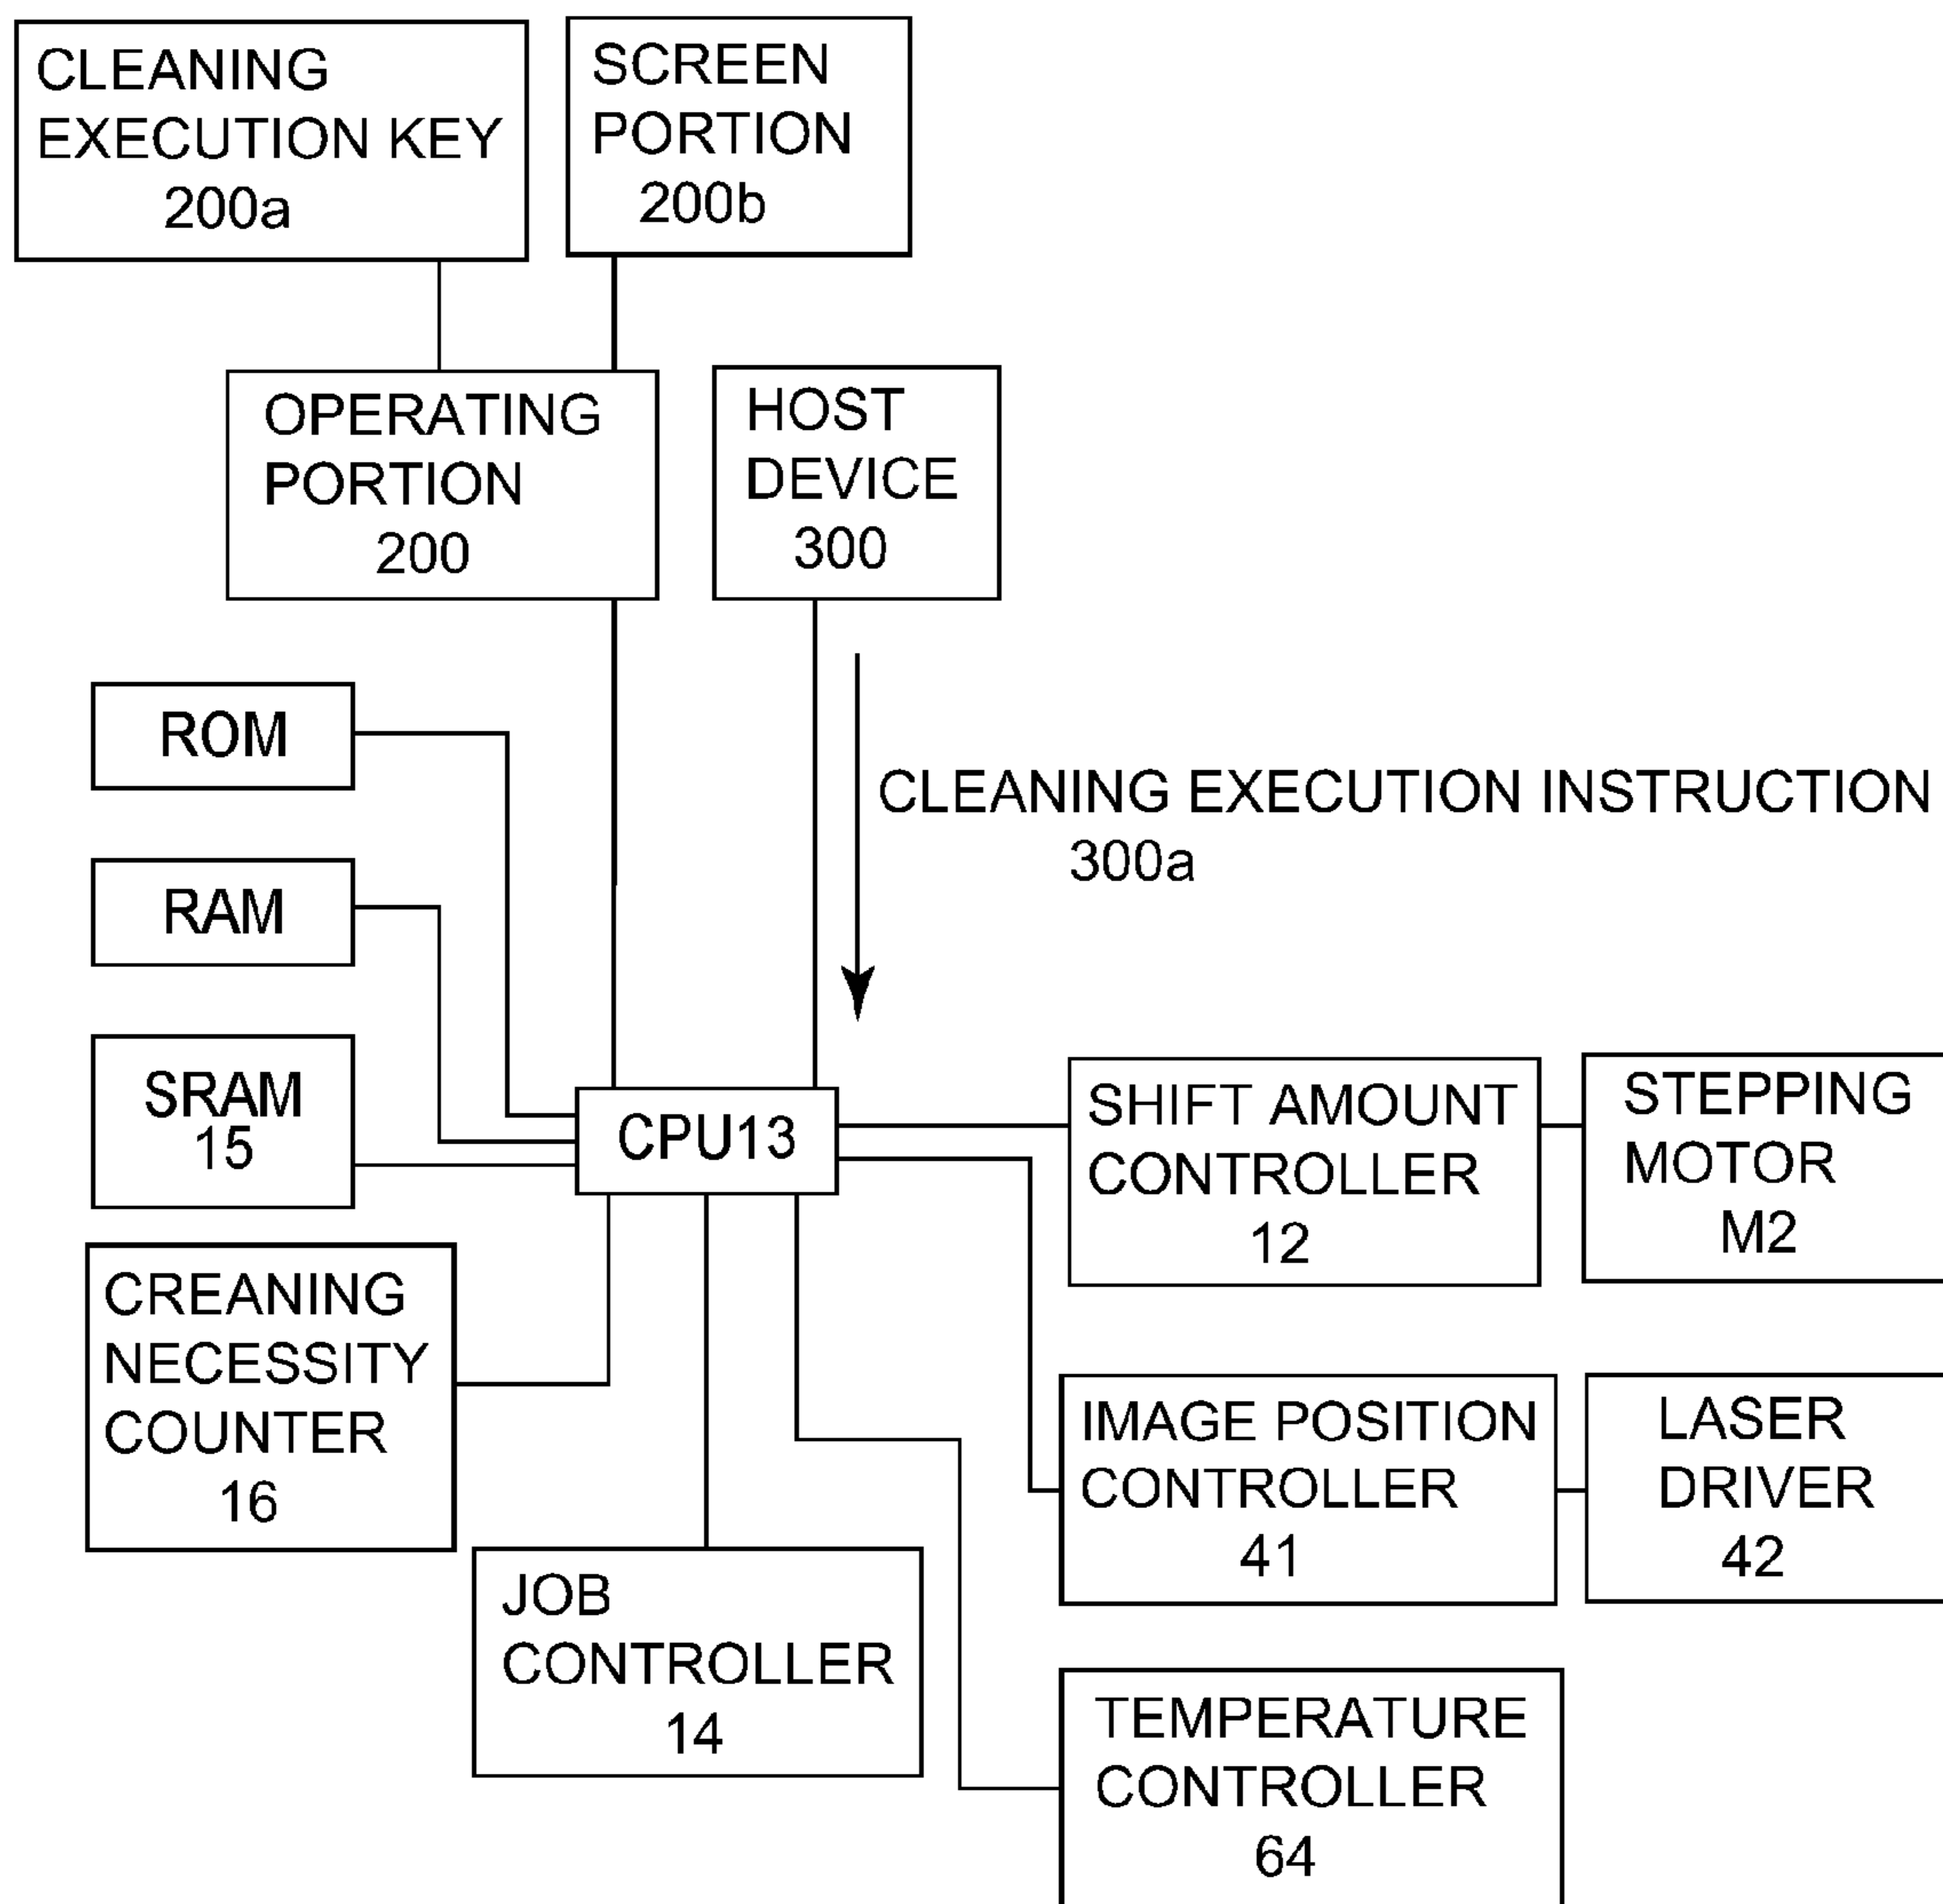 CLEANING
EXECUTION KEY
200a
SCREEN
PORTION
200b
OPERATING
PORTION
200
HOST
DEVICE
300
ROM
RAM
SRAM
15
CLEANING EXECUTION INSTRUCTION
300a
CPU13
SHIFT AMOUNT
CONTROLLER
12
STEPPING
MOTOR
M2
CREANING
NECESSITY
COUNTER
16
IMAGE POSITION
CONTROLLER
41
LASER
DRIVER
42
JOB
CONTROLLER
14
TEMPERATURE
CONTROLLER
64